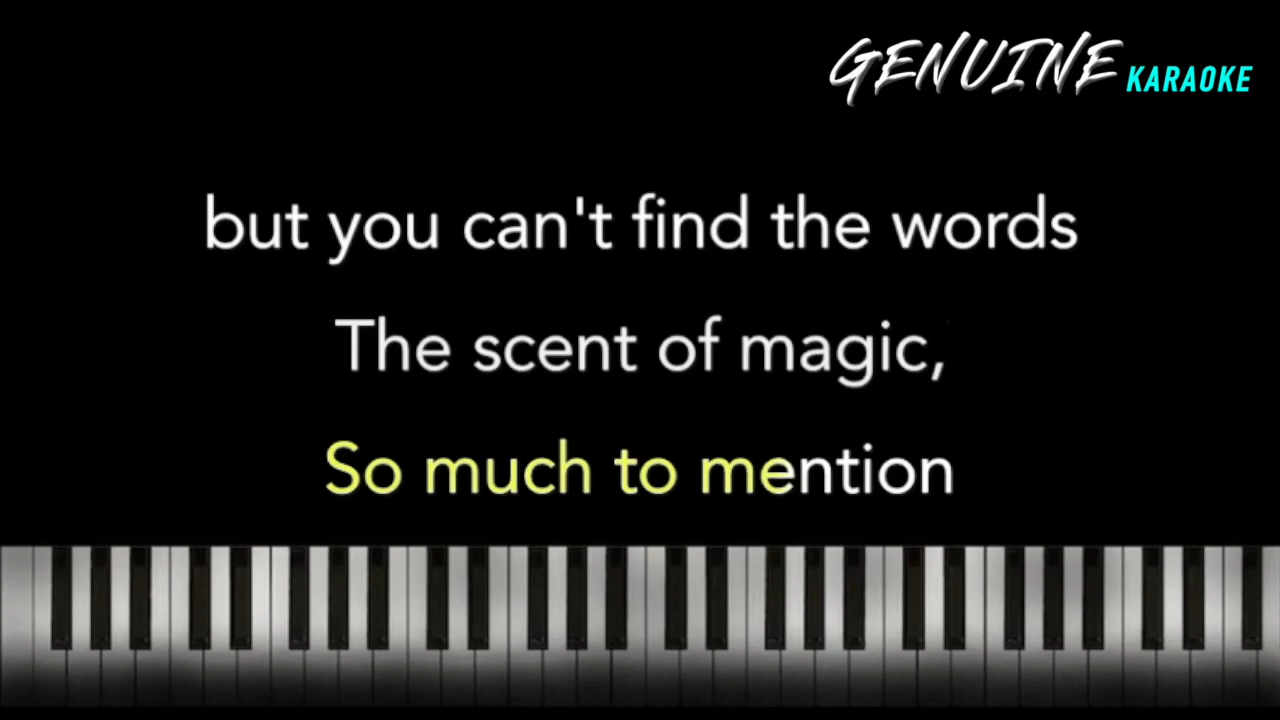 GENUINE KARAOKE
but you can't find the words
The scent of magic,
So much to mention